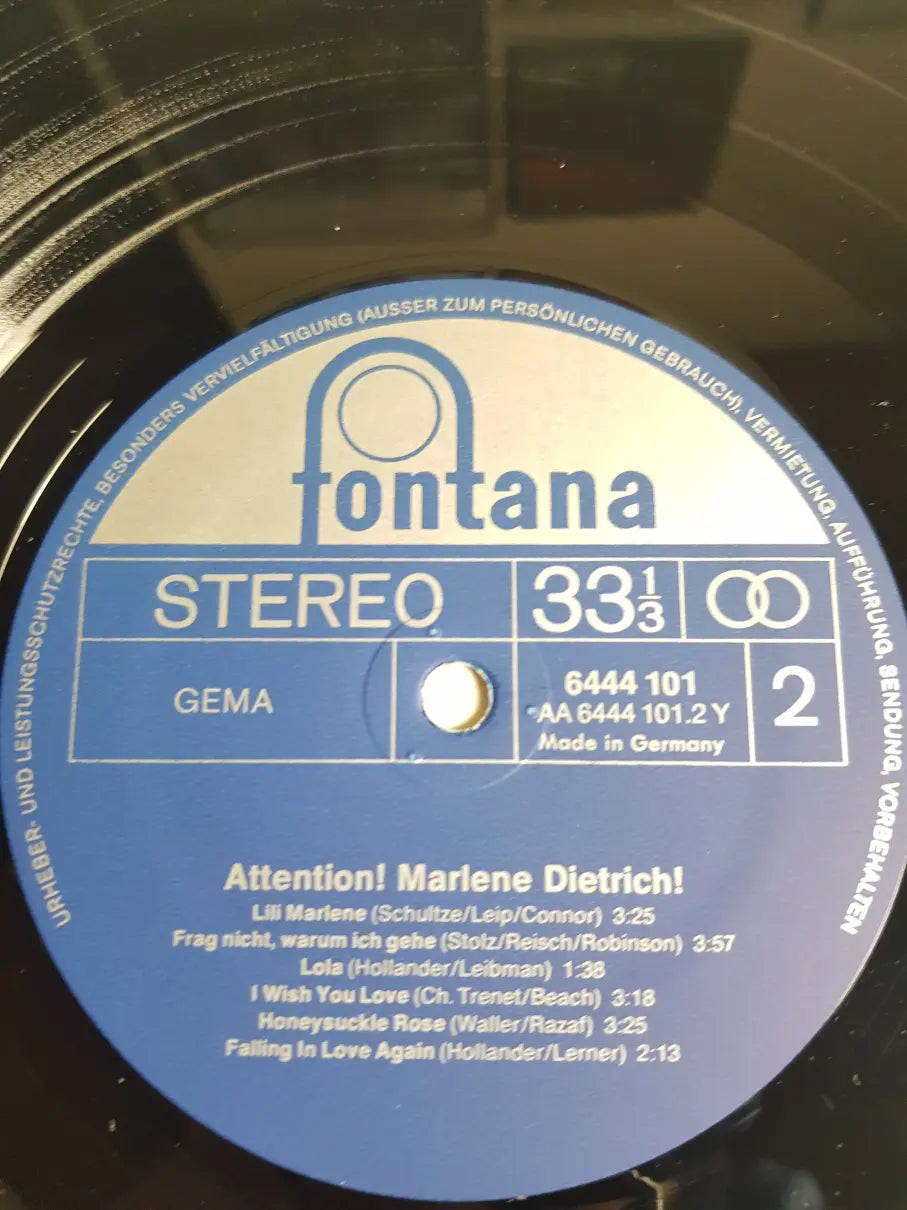 URHEBER- UND LEISTUNGSSCHUTZRECHTE, BESONDERS VERVIELFÄLTIGUNG (AUSSER ZUM PERSÖNLICHEN GEBRAUCH), VERMIETUNG, AUFFÜHRUNG, SENDUNG, VORBEHALTEN
fontana
STEREO 33 1/3
GEMA
6444 101
AA 6444 101.2 Y
Made in Germany
2
Attention! Marlene Dietrich!
Lili Marlene (Schultze/Leip/Connor) 3:25
Frag nicht, warum ich gehe (Stolz/Reisch/Robinson) 3:57
Lola (Hollander/Leibman) 1:38
I Wish You Love (Ch. Trenet/Beach) 3:18
Honeysuckle Rose (Waller/Razaf) 3:25
Falling In Love Again (Hollander/Lerner) 2:13